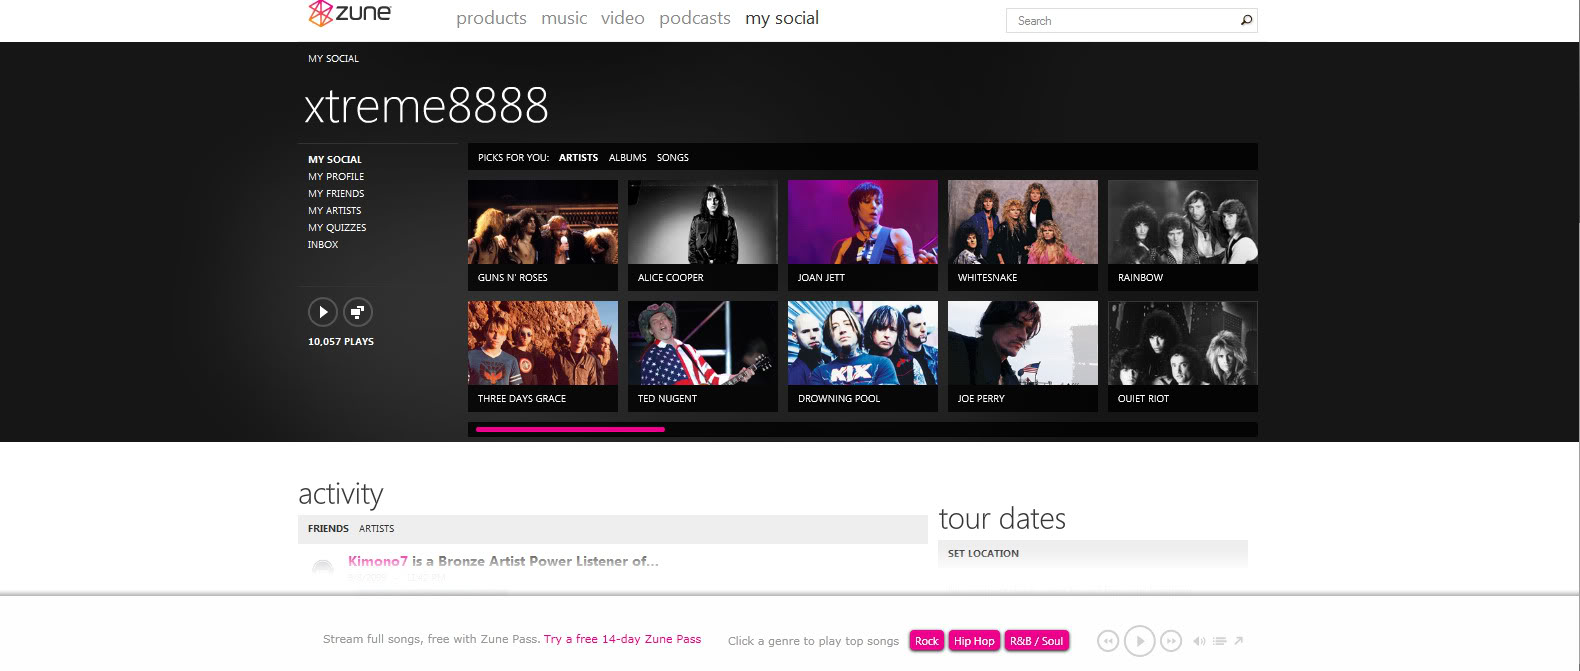 zune
products music video podcasts my social
Search
MY SOCIAL
xtreme8888
MY SOCIAL
MY PROFILE
MY FRIENDS
MY ARTISTS
MY QUIZZES
INBOX
10,057 PLAYS
PICKS FOR YOU: ARTISTS ALBUMS SONGS
GUNS N' ROSES
ALICE COOPER
JOAN JETT
WHITESNAKE
RAINBOW
THREE DAYS GRACE
TED NUGENT
KIX
DROWNING POOL
JOE PERRY
QUIET RIOT
activity
FRIENDS ARTISTS
Kimono7 is a Bronze Artist Power Listener of...
tour dates
SET LOCATION
Stream full songs, free with Zune Pass. Try a free 14-day Zune Pass
Click a genre to play top songs Rock Hip Hop R&B / Soul